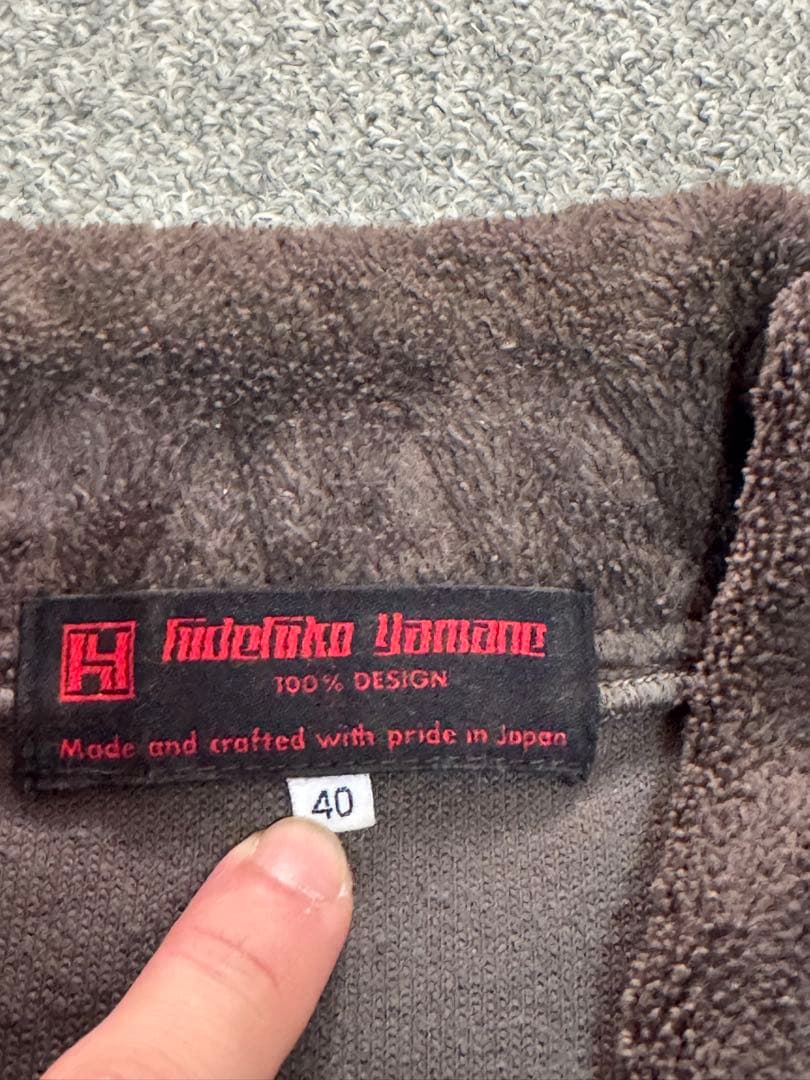 H
Hidehiko Yamane
100% DESIGN
Made and crafted with pride in Japan
40